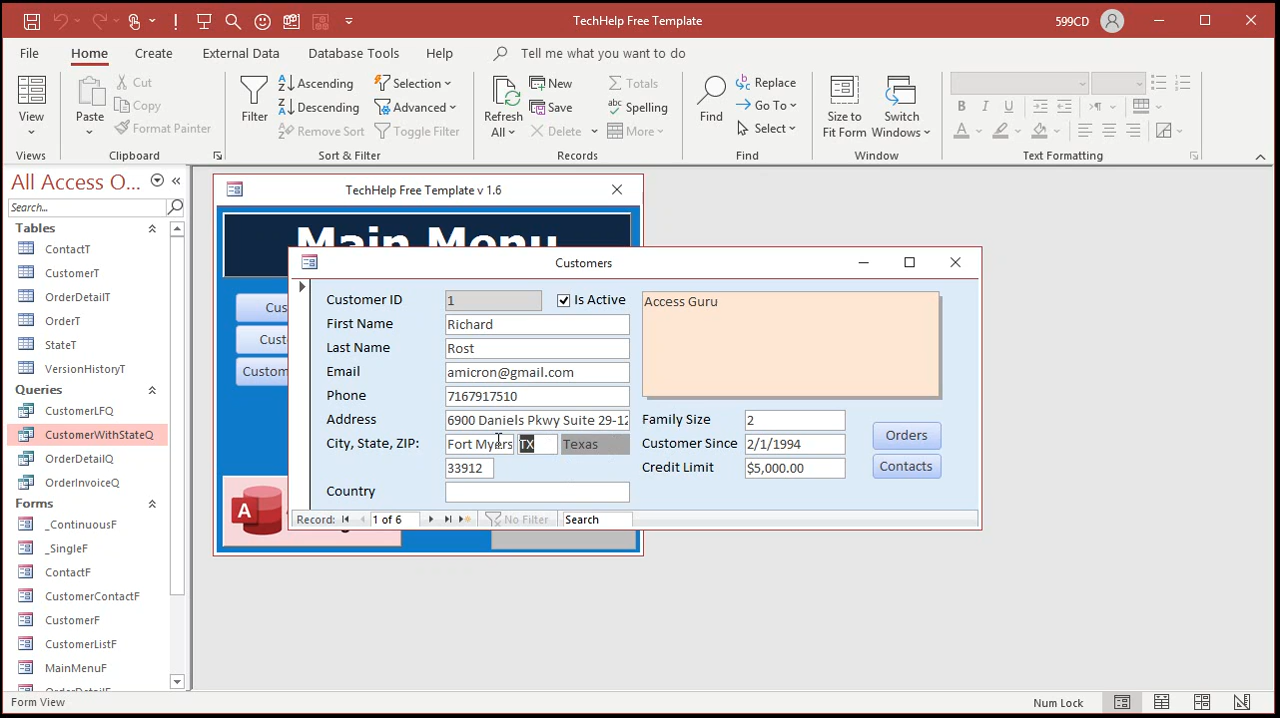 TechHelp Free Template
599CD
File Home Create External Data Database Tools Help Tell me what you want to do
View
Views
Paste
Cut
Copy
Format Painter
Clipboard
Filter
Ascending
Descending
Remove Sort
Selection
Advanced
Toggle Filter
Sort & Filter
Refresh All
New
Save
Delete
Totals
Spelling
More
Records
Find
Replace
Go To
Select
Find
Size to Fit Form
Switch Windows
Window
B I U
A
Text Formatting
All Access O...
Search...
Tables
ContactT
CustomerT
OrderDetailT
OrderT
StateT
VersionHistoryT
Queries
CustomerLFQ
CustomerWithStateQ
OrderDetailQ
OrderInvoiceQ
Forms
_ContinuousF
_SingleF
ContactF
CustomerContactF
CustomerF
CustomerListF
MainMenuF
OrderDetailF
TechHelp Free Template v 1.6
Main Menu
Cus
Cust
Custom
A
Customers
Customer ID 1 Is Active
First Name Richard
Last Name Rost
Email amicron@gmail.com
Phone 7167917510
Address 6900 Daniels Pkwy Suite 29-12
City, State, ZIP: Fort Myers TX Texas
33912
Country
Access Guru
Family Size 2
Customer Since 2/1/1994
Credit Limit $5,000.00
Orders
Contacts
Record: 1 of 6 No Filter Search
Form View
Num Lock